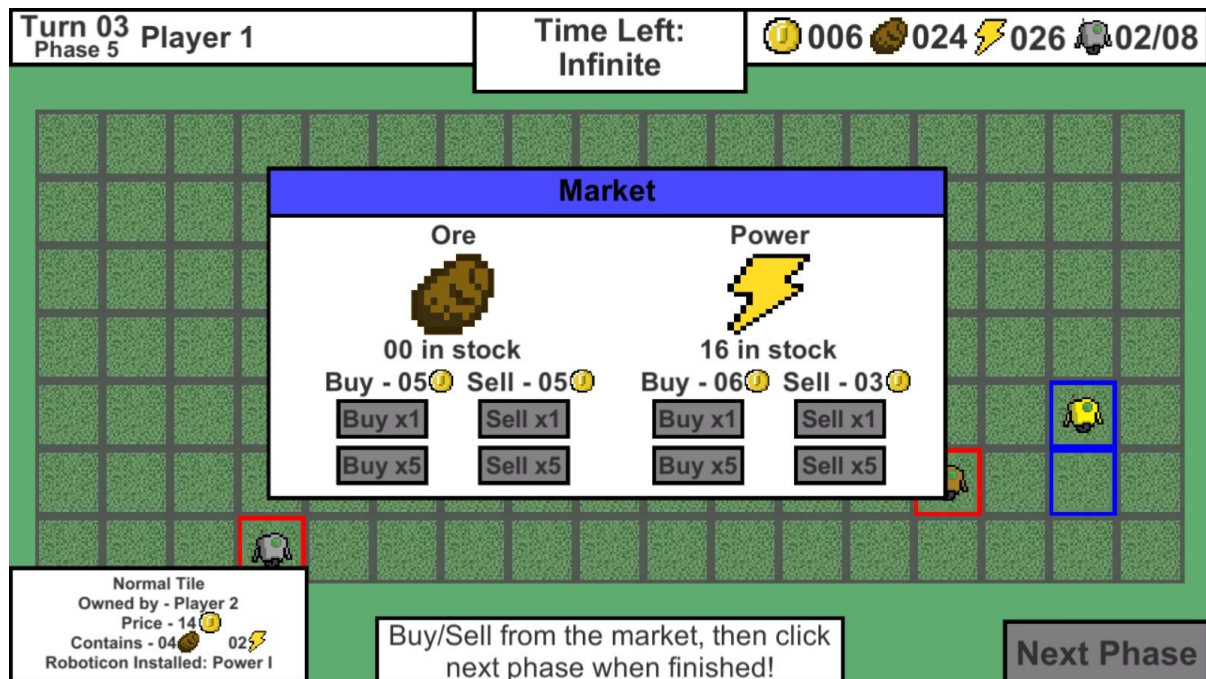 Turn 03
Phase 5
Player 1
Time Left:
Infinite
006 024 026 02/08
Market
Ore Power
00 in stock 16 in stock
Buy - 05 Sell - 05 Buy - 06 Sell - 03
Buy x1 Sell x1 Buy x1 Sell x1
Buy x5 Sell x5 Buy x5 Sell x5
Normal Tile
Owned by - Player 2
Price - 14
Contains - 04 02
Roboticon Installed: Power I
Buy/Sell from the market, then click
next phase when finished!
Next Phase